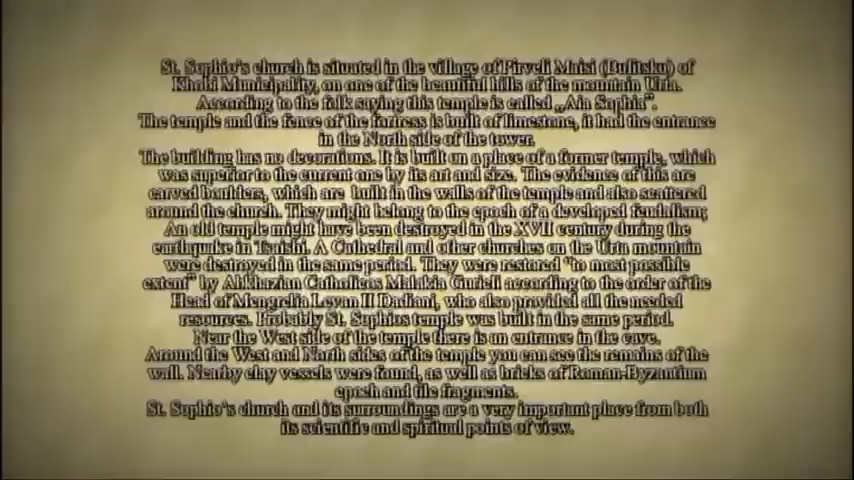 St. Sophio's church is situated in the village of Pirveli Maisi (Bulitsku) of
Khobi Municipality, on one of the beautiful hills of the mountain Urta.
According to the folk saying this temple is called „Aia Sophia".
The temple and the fence of the fortress is built of limestone, it had the entrance
in the North side of the tower.
The building has no decorations. It is built on a place of a former temple, which
was superior to the current one by its art and size. The evidence of this are
carved boulders, which are built in the walls of the temple and also scattered
around the church. They might belong to the epoch of a developed feudalism;
An old temple might have been destroyed in the XVII century during the
earthquake in Tsaishi. A Cathedral and other churches on the Urta mountain
were destroyed in the same period. They were restored "to most possible
extent" by Abkhazian Catholicos Malakia Gurieli according to the order of the
Head of Mengrelia Levan II Dadiani, who also provided all the needed
resources. Probably St. Sophios temple was built in the same period.
Near the West side of the temple there is an entrance in the cave.
Around the West and North sides of the temple you can see the remains of the
wall. Nearby clay vessels were found, as well as bricks of Roman-Byzantium
epoch and tile fragments.
St. Sophio's church and its surroundings are a very important place from both
its scientific and spiritual points of view.